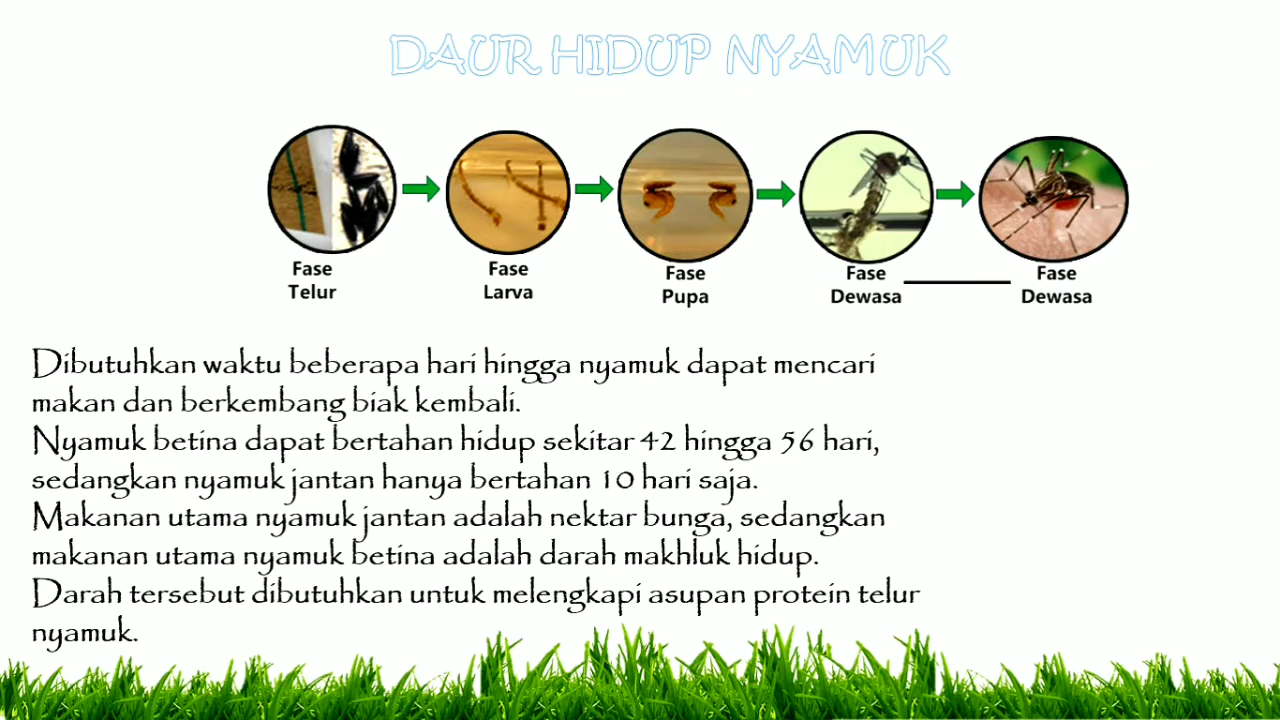 DAUR HIDUP NYAMUK
Fase
Telur
Fase
Larva
Fase
Pupa
Fase
Dewasa
Fase
Dewasa
Dibutuhkan waktu beberapa hari hingga nyamuk dapat mencari
makan dan berkembang biak kembali.
Nyamuk betina dapat bertahan hidup sekitar 42 hingga 56 hari,
sedangkan nyamuk jantan hanya bertahan 10 hari saja.
Makanan utama nyamuk jantan adalah nektar bunga, sedangkan
makanan utama nyamuk betina adalah darah makhluk hidup.
Darah tersebut dibutuhkan untuk melengkapi asupan protein telur
nyamuk.